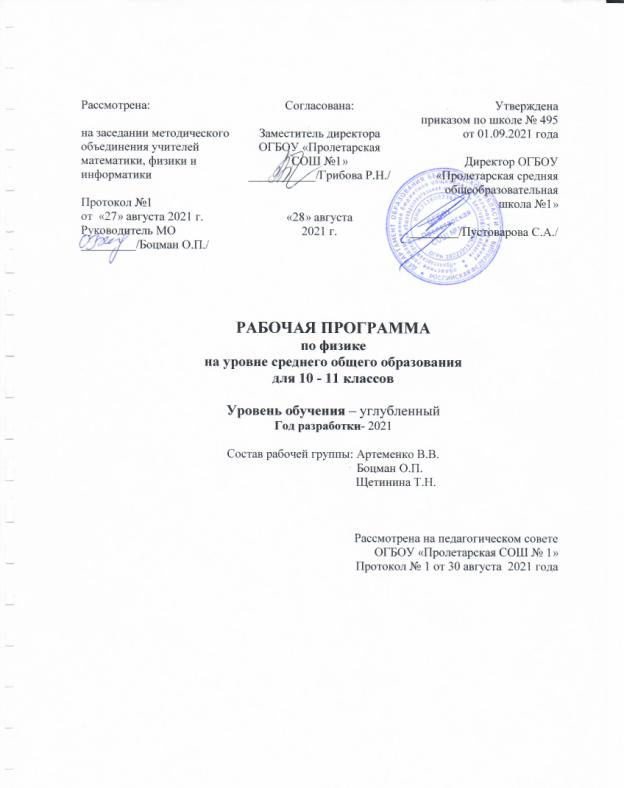 Рассмотрена:
на заседании методического
объединения учителей
математики, физики и
информатики
Протокол №1
от «27» августа 2021 г.
Руководитель МО
/Боцман О.П./
Согласована:
Заместитель директора
ОГБОУ «Пролетарская
СОШ №1»
/Грибова Р.Н./
«28» августа
2021 г.
Утверждена
приказом по школе № 495
от 01.09.2021 года
Директор ОГБОУ
«Пролетарская средняя
общеобразовательная
школа №1»
/Пустоварова С.А./
РАБОЧАЯ ПРОГРАММА
по физике
на уровне среднего общего образования
для 10 - 11 классов
Уровень обучения – углубленный
Год разработки- 2021
Состав рабочей группы: Артеменко В.В.
Боцман О.П.
Щетинина Т.Н.
Рассмотрена на педагогическом совете
ОГБОУ «Пролетарская СОШ № 1»
Протокол № 1 от 30 августа 2021 года